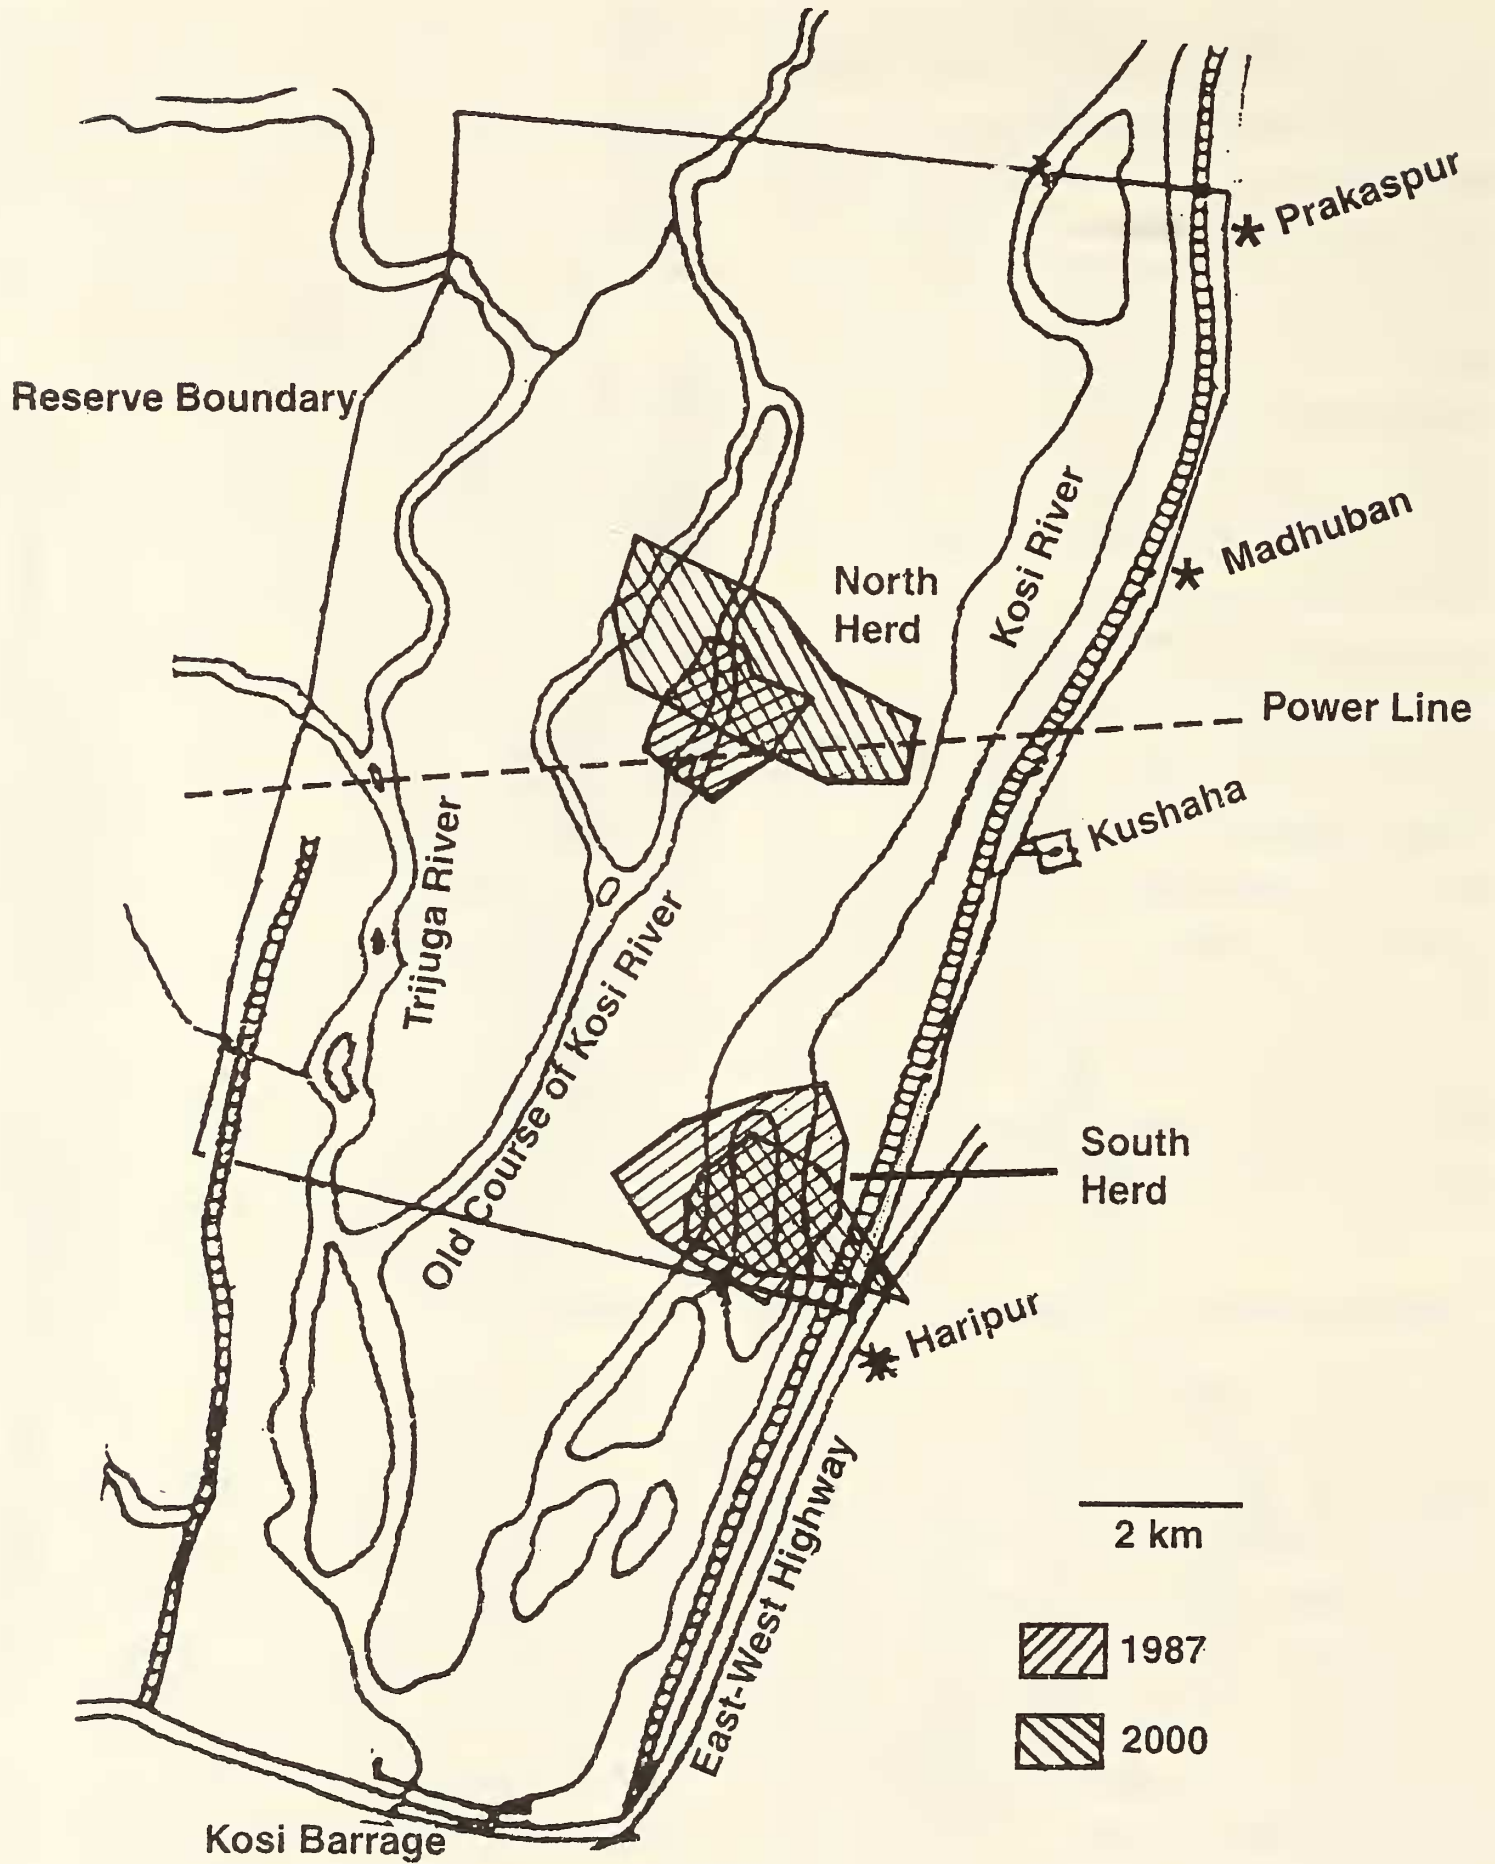 Prakaspur
Reserve Boundary
Kosi River
Madhuban
North
Herd
Power Line
Kushaha
Trijuga River
Old Course of Kosi River
South
Herd
Haripur
East-West Highway
2 km
1987
2000
Kosi Barrage